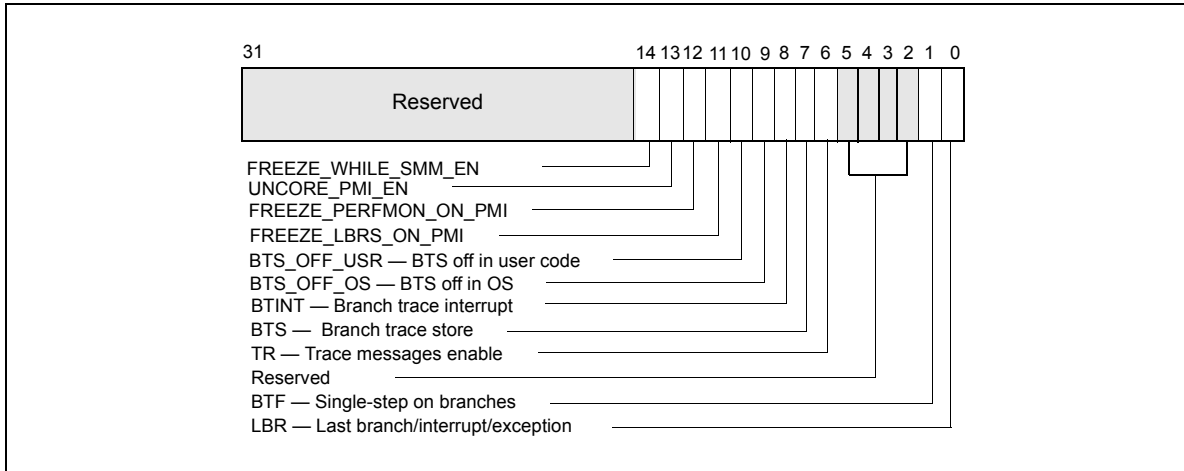 31 14 13 12 11 10 9 8 7 6 5 4 3 2 1 0
Reserved
FREEZE_WHILE_SMM_EN
UNCORE_PMI_EN
FREEZE_PERFMON_ON_PMI
FREEZE_LBRS_ON_PMI
BTS_OFF_USR — BTS off in user code
BTS_OFF_OS — BTS off in OS
BTINT — Branch trace interrupt
BTS — Branch trace store
TR — Trace messages enable
Reserved
BTF — Single-step on branches
LBR — Last branch/interrupt/exception